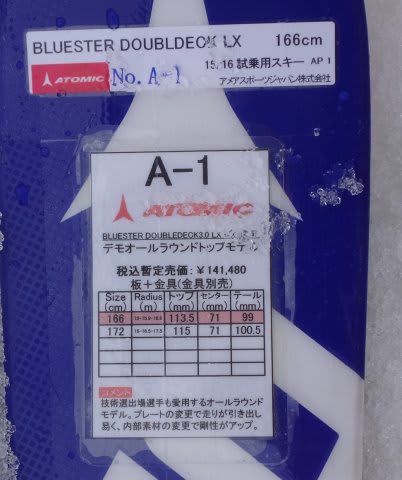 BLUESTER DOUBLDECK LX 166cm
15/16 試乗用スキー AP 1
ATOMIC No. A-1 アメアスポーツジャパン株式会社
A-1
ATOMIC
BLUESTER DOUBLEDECK3.0 LX
デモオールラウンドトップモデル
税込暫定売価：￥141,480
板＋金具(金具別売)
Size (cm) Radius (m) トップ (mm) センター (mm) テール (mm)
166 113.5 71 99
172 115 71 100.5
コメント
技術選出場選手も愛用するオールラウンド
モデル。プレートの変更で走りが引き出し
易く、内部素材の変更で剛性がアップ。